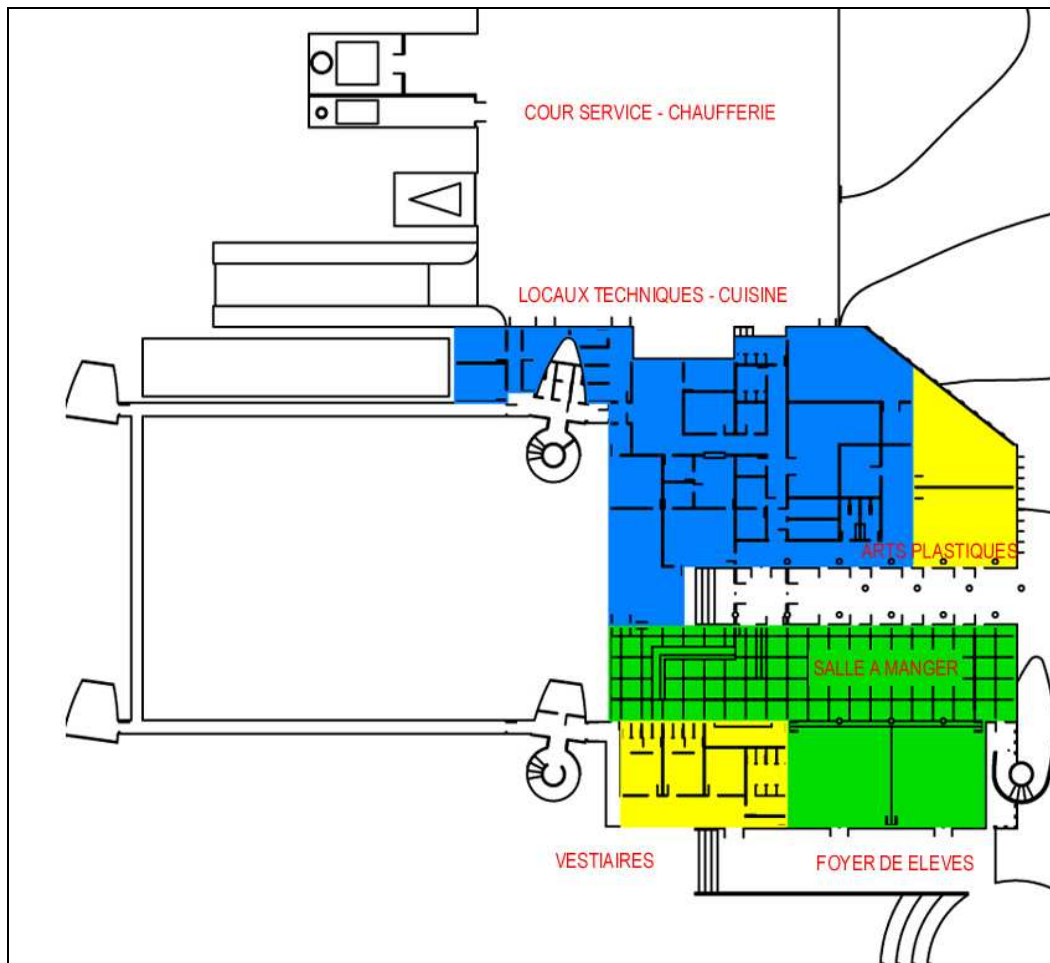 COUR SERVICE - CHAUFFERIE
LOCAUX TECHNIQUES - CUISINE
ARTS PLASTIQUES
SALLE A MANGER
VESTIAIRES
FOYER DE ELEVES